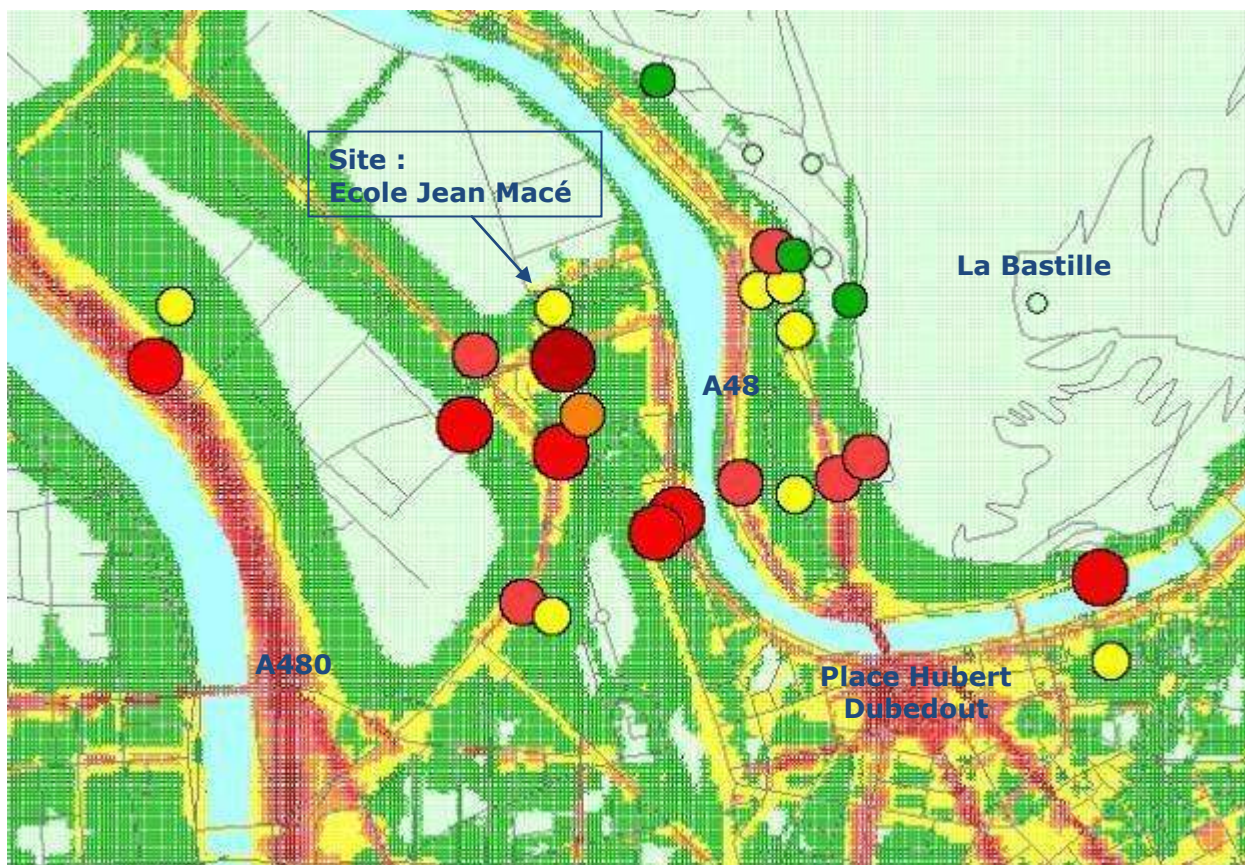 Site :
Ecole Jean Macé
La Bastille
A48
A480
Place Hubert
Dubedout